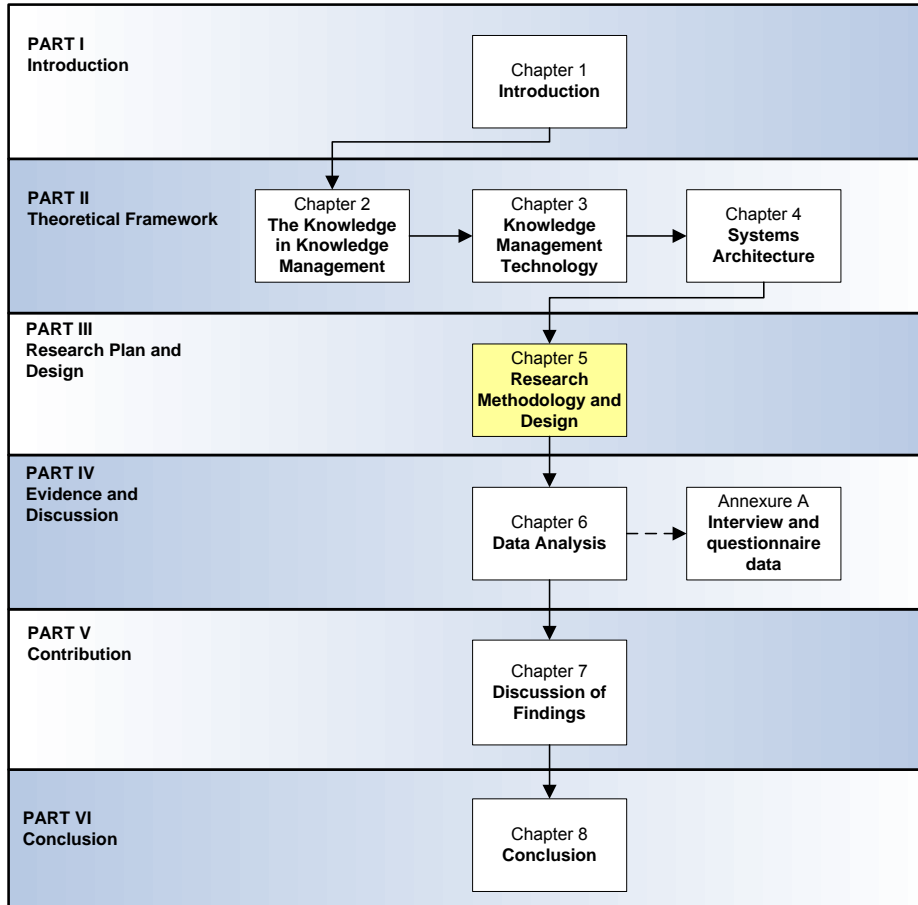 PART I
Introduction
Chapter 1
Introduction
PART II
Theoretical Framework
Chapter 2
The Knowledge
in Knowledge
Management
Chapter 3
Knowledge
Management
Technology
Chapter 4
Systems
Architecture
PART III
Research Plan and
Design
Chapter 5
Research
Methodology and
Design
PART IV
Evidence and
Discussion
Chapter 6
Data Analysis
Annexure A
Interview and
questionnaire
data
PART V
Contribution
Chapter 7
Discussion of
Findings
PART VI
Conclusion
Chapter 8
Conclusion